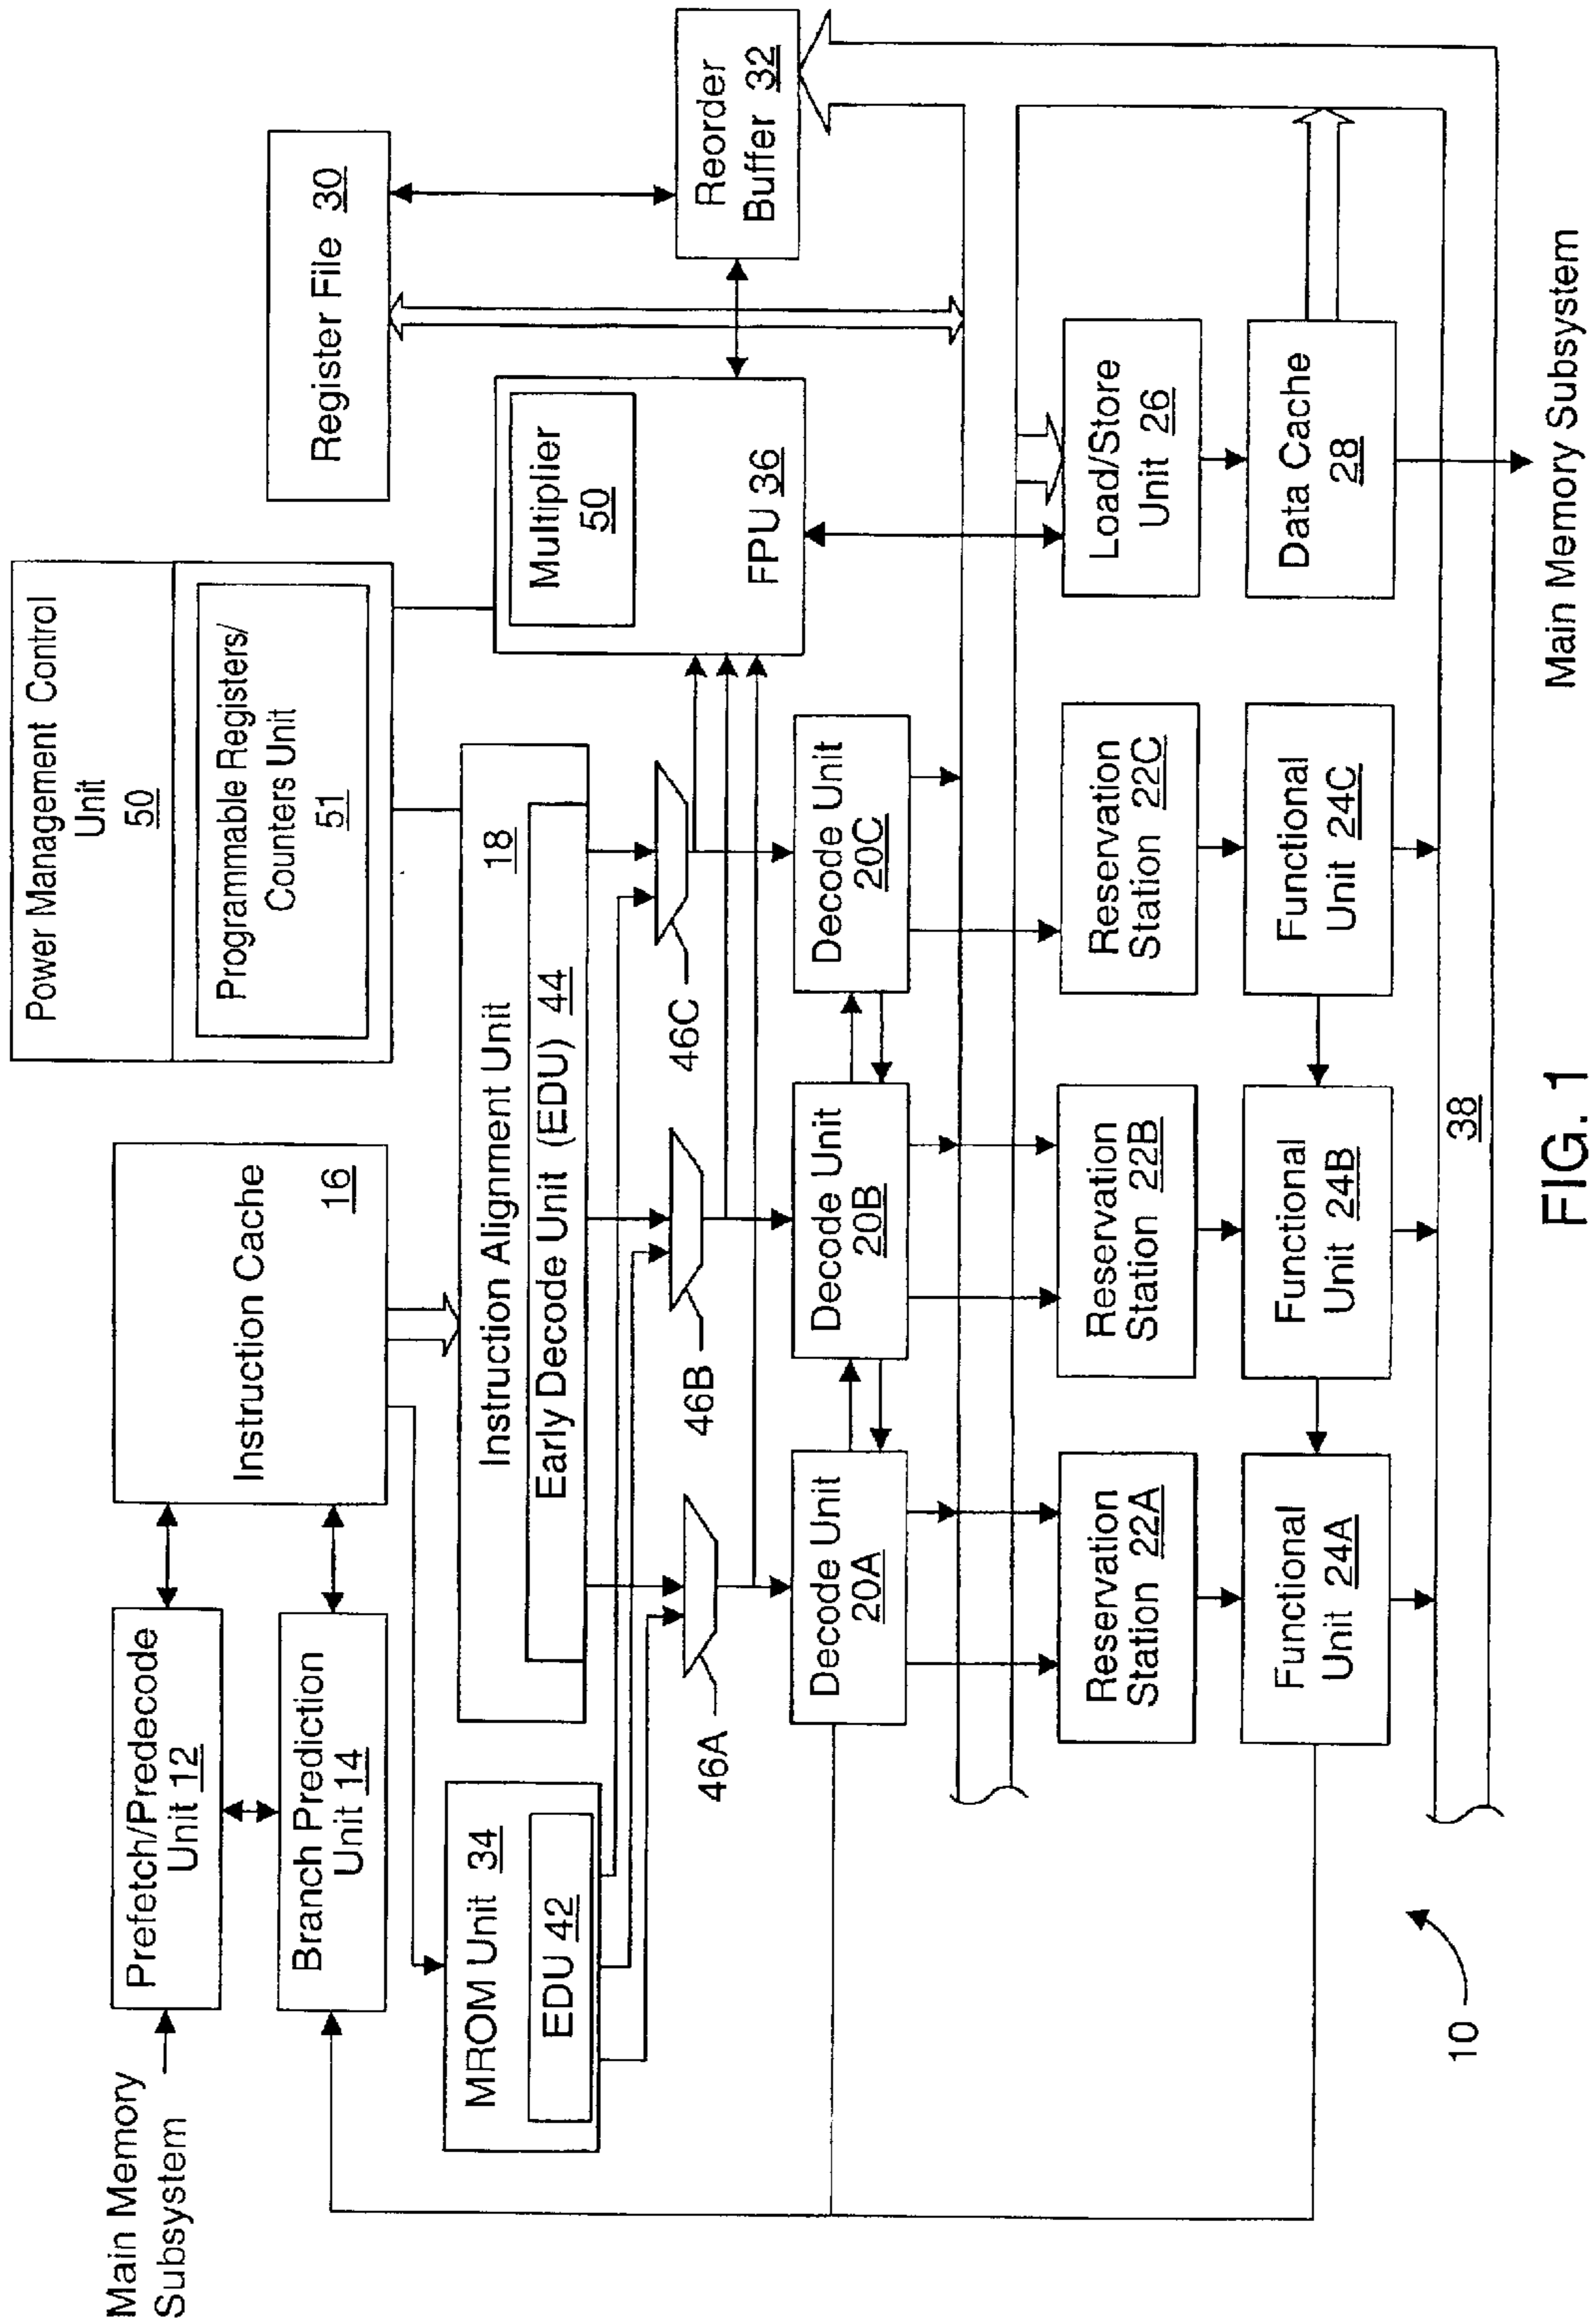 Main Memory
Subsystem
Prefetch/Predecode
Unit 12
Branch Prediction
Unit 14
Instruction Cache
16
Power Management Control
Unit
50
Programmable Registers/
Counters Unit
51
Register File 30
MROM Unit 34
EDU 42
Instruction Alignment Unit 18
Early Decode Unit (EDU) 44
Multiplier
50
FPU 36
Reorder
Buffer 32
46A
46B
46C
Decode Unit
20A
Decode Unit
20B
Decode Unit
20C
Reservation
Station 22A
Reservation
Station 22B
Reservation
Station 22C
Load/Store
Unit 26
Functional
Unit 24A
Functional
Unit 24B
Functional
Unit 24C
Data Cache
28
38
10
Main Memory Subsystem
FIG. 1